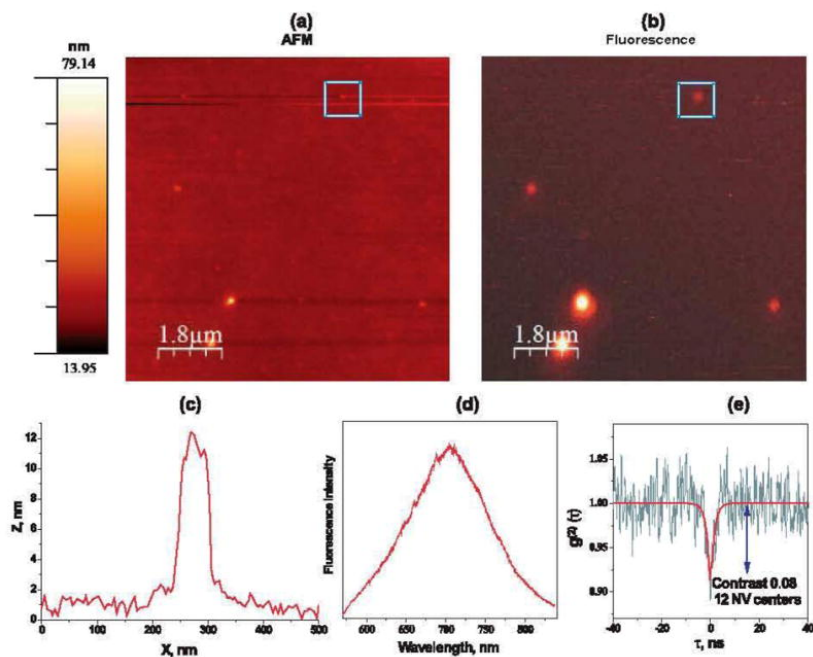 (a)
AFM
(b)
Fluorescence
nm
79.14
13.95
1.8µm
1.8µm
(c)
Z, nm
12
10
8
6
4
2
0
0
100
200
300
400
500
X, nm
(d)
Fluorescence Intensity
600
650
700
750
800
Wavelength, nm
(e)
g(2) (τ)
1.05
1.00
0.95
0.90
Contrast 0.08
12 NV centers
-40
-20
0
20
40
τ, ns